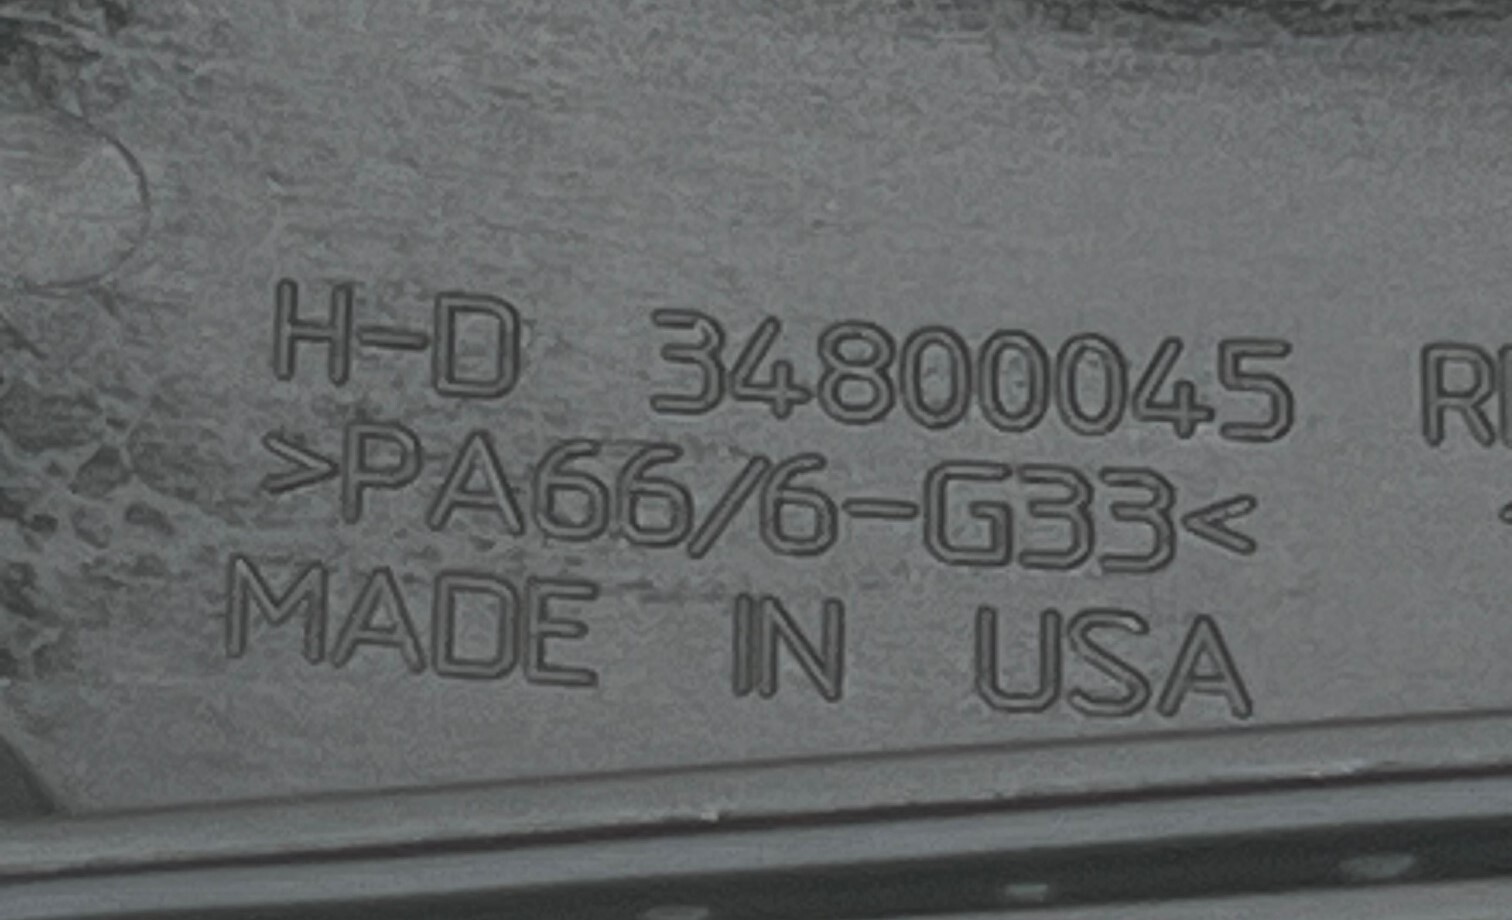 H-D 34800045
>PA66/6-G33<
MADE IN USA